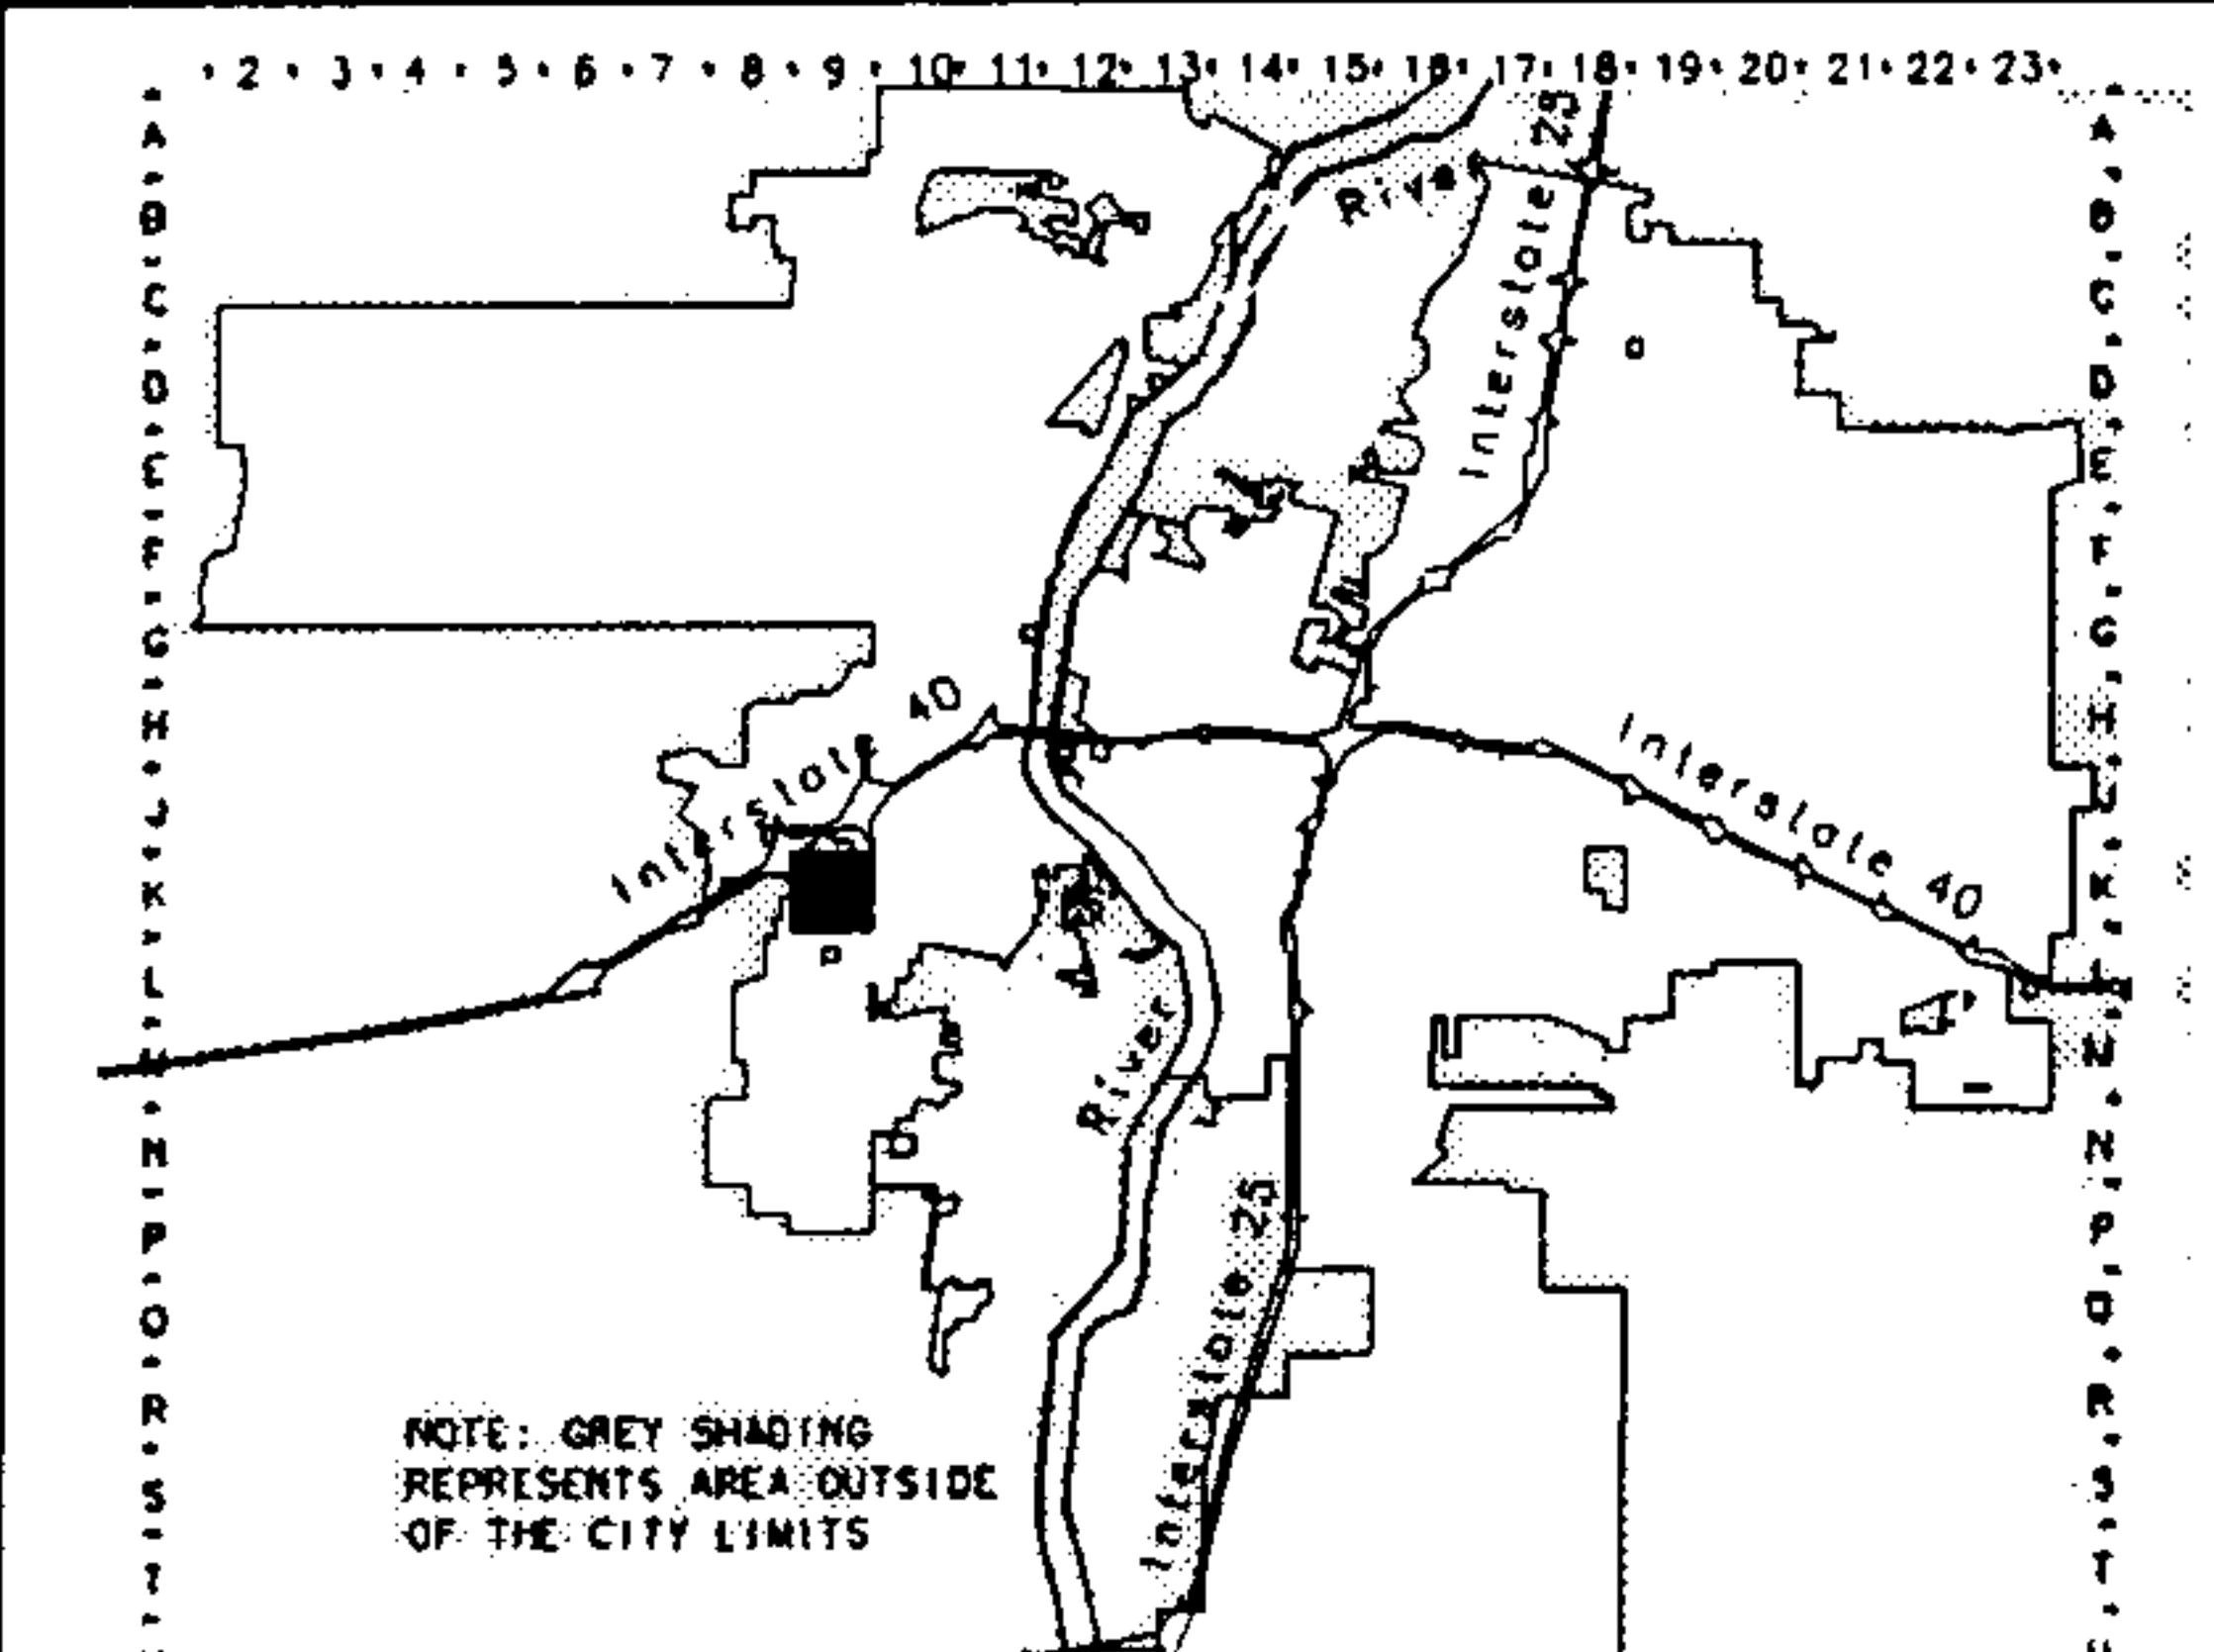 2 3 4 5 6 7 8 9 10 11 12 13 14 15 16 17 18 19 20 21 22 23
A A
B B
C C
D D
E E
F F
G G
H H
J J
K K
L L
M M
N N
P P
Q Q
R R
S S
T T
Interstate 25
Interstate 40
Interstate 40
River
Interstate 25
NOTE: GREY SHADING
REPRESENTS AREA OUTSIDE
OF THE CITY LIMITS